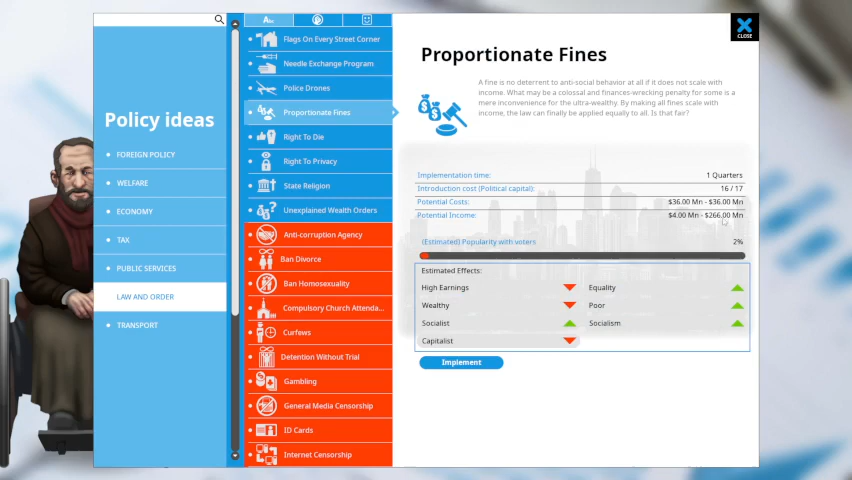 CLOSE
Policy ideas
FOREIGN POLICY
WELFARE
ECONOMY
TAX
PUBLIC SERVICES
LAW AND ORDER
TRANSPORT
Flags On Every Street Corner
Needle Exchange Program
Police Drones
Proportionate Fines
Right To Die
Right To Privacy
State Religion
Unexplained Wealth Orders
Anti-corruption Agency
Ban Divorce
Ban Homosexuality
Compulsory Church Attenda...
Curfews
Detention Without Trial
Gambling
General Media Censorship
ID Cards
Internet Censorship
Proportionate Fines
A fine is no deterrent to anti-social behavior at all if it does not scale with
income. What may be a colossal and finances-wrecking penalty for some is a
mere inconvenience for the ultra-wealthy. By making all fines scale with
income, the law can finally be applied equally to all. Is that fair?
Implementation time: 1 Quarters
Introduction cost (Political capital): 16 / 17
Potential Costs: $36.00 Mn - $36.00 Mn
Potential Income: $4.00 Mn - $266.00 Mn
(Estimated) Popularity with voters 2%
Estimated Effects:
High Earnings Equality
Wealthy Poor
Socialist Socialism
Capitalist
Implement